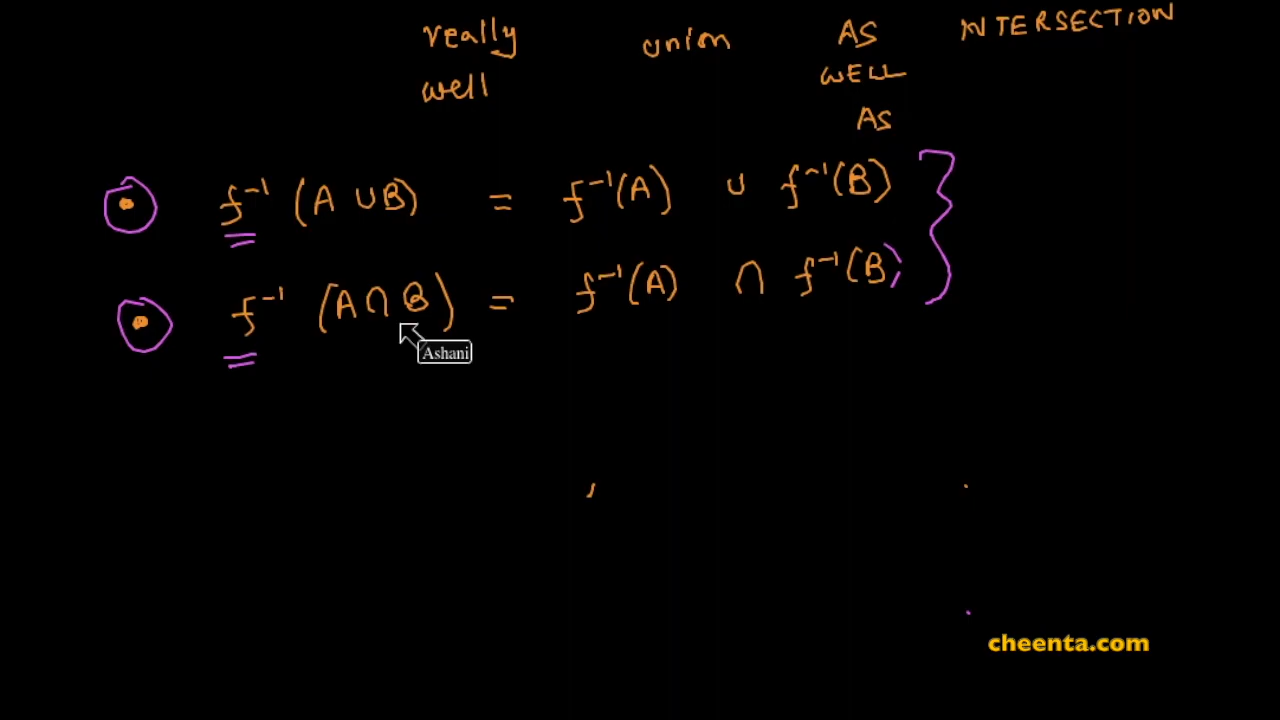 really union AS INTERSECTION
well WELL
AS
f⁻¹ (A ∪ B) = f⁻¹(A) ∪ f⁻¹(B)
f⁻¹ (A ∩ B) = f⁻¹(A) ∩ f⁻¹(B)
Ashani
cheenta.com